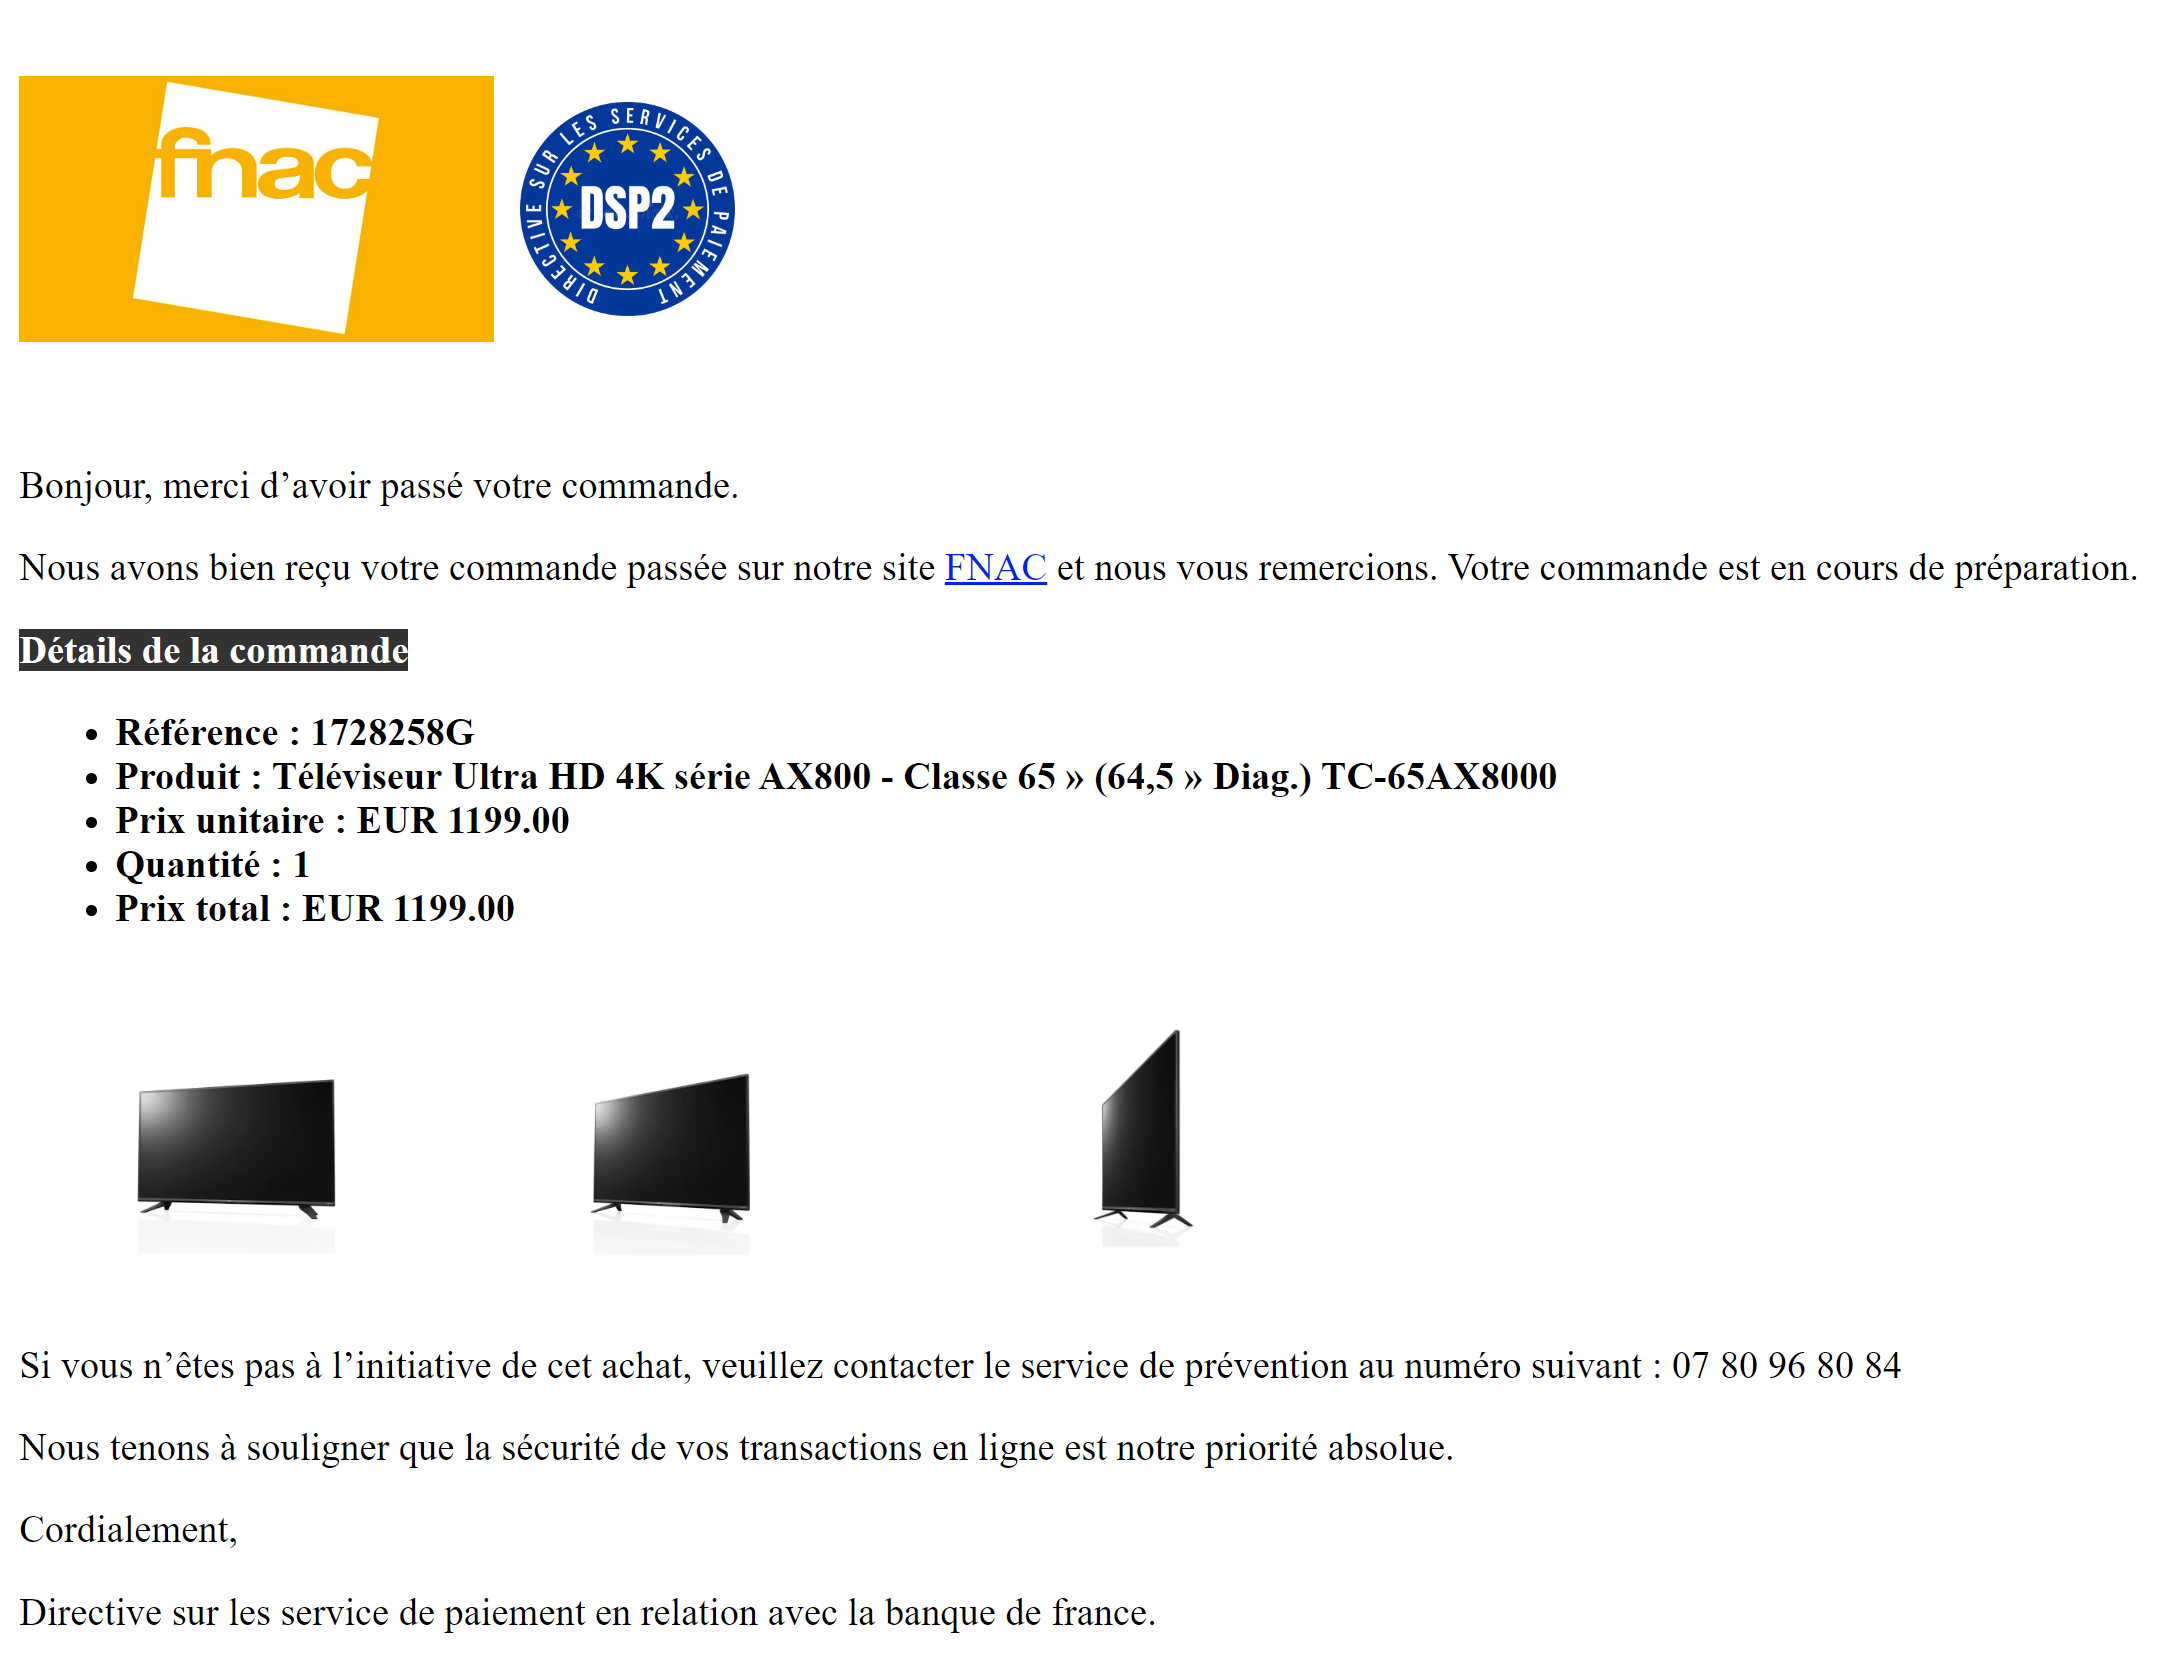 fnac
DIRECTIVE SUR LES SERVICES DE PAIEMENT
DSP2
Bonjour, merci d’avoir passé votre commande.
Nous avons bien reçu votre commande passée sur notre site FNAC et nous vous remercions. Votre commande est en cours de préparation.
Détails de la commande
• Référence : 1728258G
• Produit : Téléviseur Ultra HD 4K série AX800 - Classe 65 » (64,5 » Diag.) TC-65AX8000
• Prix unitaire : EUR 1199.00
• Quantité : 1
• Prix total : EUR 1199.00
Si vous n’êtes pas à l’initiative de cet achat, veuillez contacter le service de prévention au numéro suivant : 07 80 96 80 84
Nous tenons à souligner que la sécurité de vos transactions en ligne est notre priorité absolue.
Cordialement,
Directive sur les service de paiement en relation avec la banque de france.